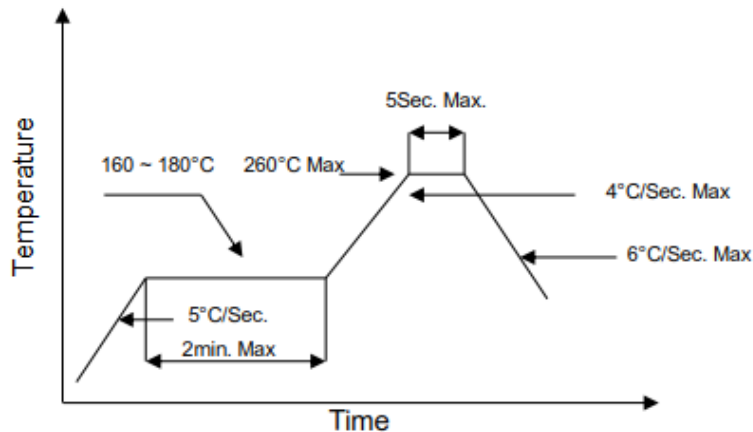 5Sec. Max.
160 ~ 180°C
260°C Max
4°C/Sec. Max
6°C/Sec. Max
5°C/Sec.
2min. Max
Temperature
Time